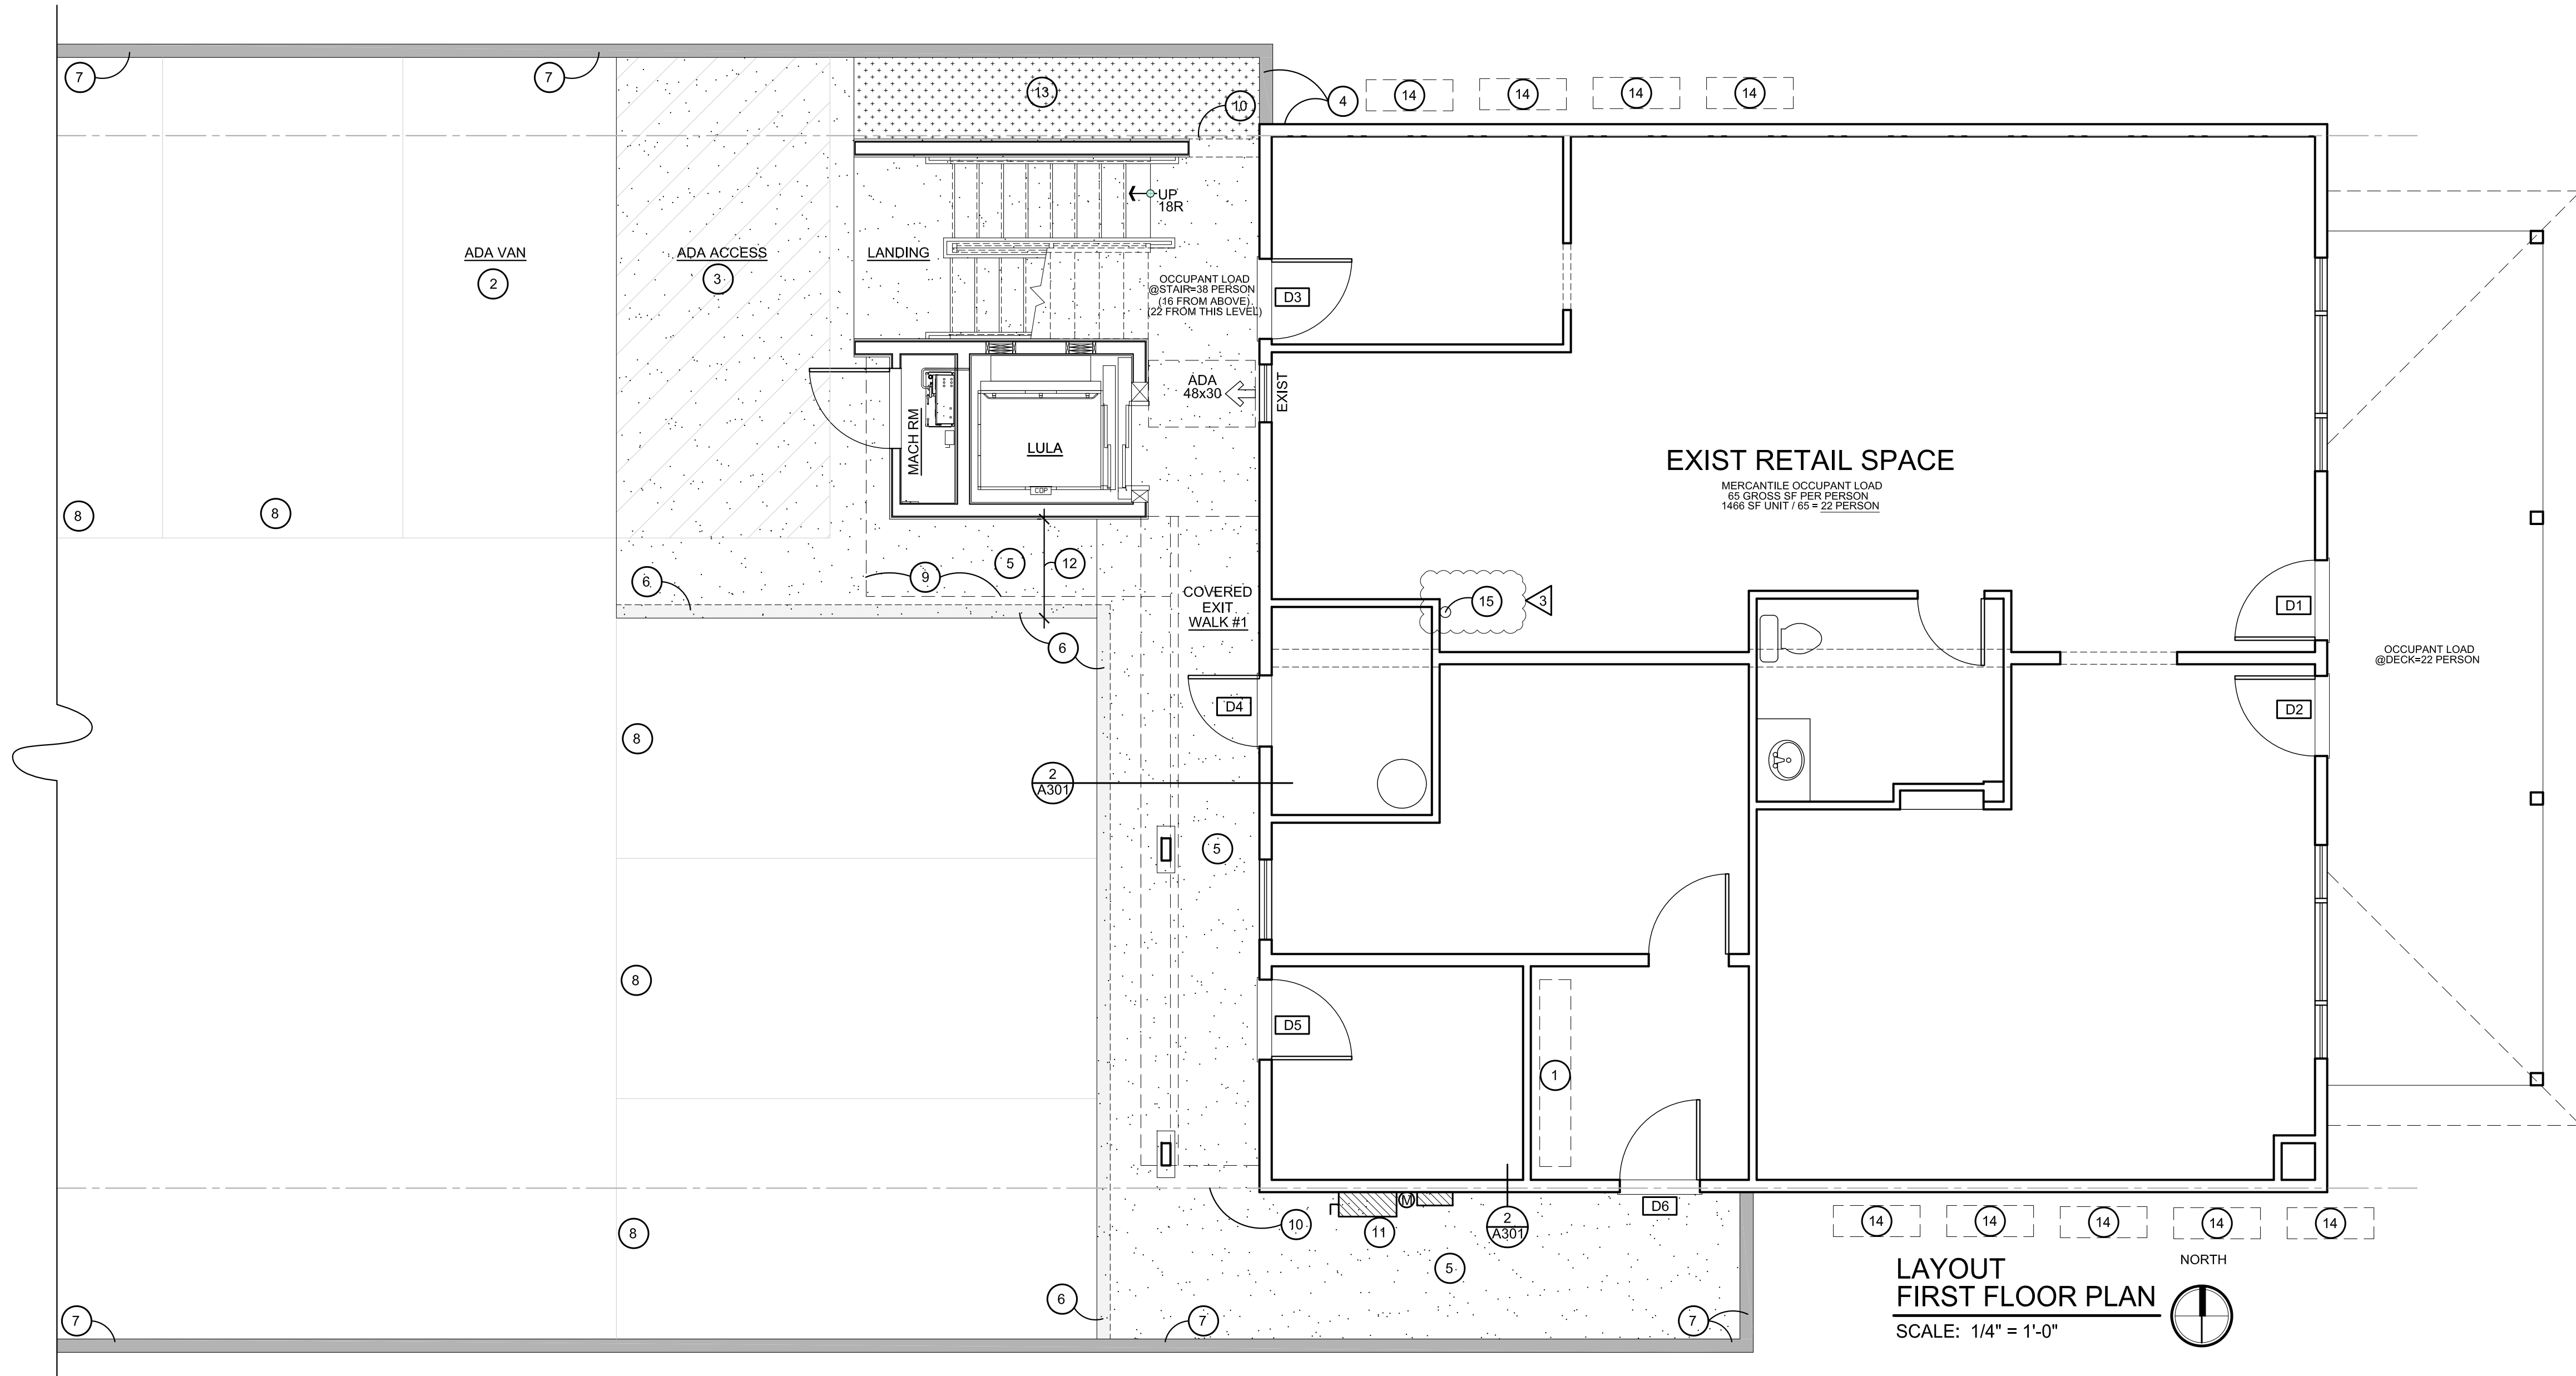 7
7
13
10
4
14
14
14
14
UP
18R
ADA VAN
2
ADA ACCESS
3
LANDING
OCCUPANT LOAD
@STAIR=38 PERSON
(16 FROM ABOVE)
(22 FROM THIS LEVEL)
D3
ADA
48x30
EXIST
MACH RM
LULA
COP
EXIST RETAIL SPACE
MERCANTILE OCCUPANT LOAD
65 GROSS SF PER PERSON
1466 SF UNIT / 65 = 22 PERSON
8
8
5
12
9
6
COVERED
EXIT
WALK #1
15
3
D1
6
OCCUPANT LOAD
@DECK=22 PERSON
D4
D2
8
2
A301
5
8
D5
1
D6
M
10
11
2
A301
14
14
14
14
14
8
5
6
7
7
7
LAYOUT
FIRST FLOOR PLAN
SCALE: 1/4" = 1'-0"
NORTH